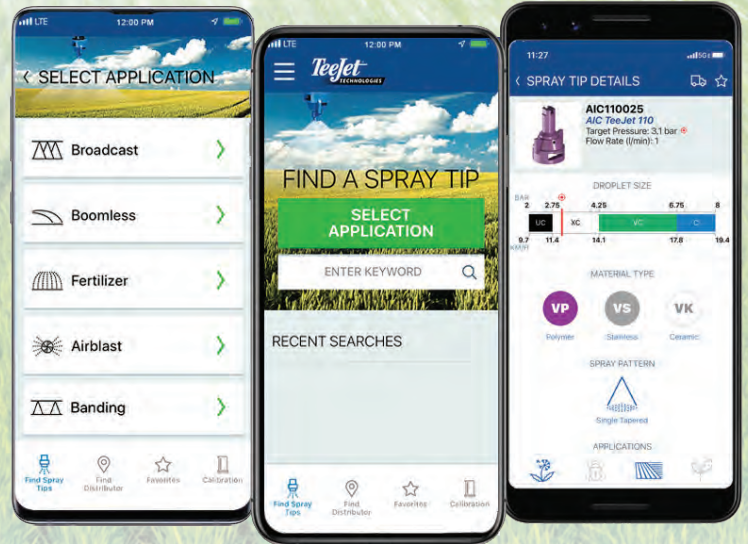 LTE 12:00 PM
SELECT APPLICATION
Broadcast
Boomless
Fertilizer
Airblast
Banding
Find Spray
Tips
Find
Distributor
Favorites
Calibration
LTE 12:00 PM
TeeJet
TECHNOLOGIES
FIND A SPRAY TIP
SELECT
APPLICATION
ENTER KEYWORD
RECENT SEARCHES
Find Spray
Tips
Find
Distributor
Favorites
Calibration
11:27 5G
SPRAY TIP DETAILS
AIC110025
AIC TeeJet 110
Target Pressure: 3.1 bar
Flow Rate (l/min): 1
DROPLET SIZE
BAR
2 2.75 4.25 6.75 8
UC XC VC C
9.7 11.4 14.1 17.8 19.4
KM/H
MATERIAL TYPE
VP VS VK
Polymer Stainless Ceramic
SPRAY PATTERN
Single Tapered
APPLICATIONS